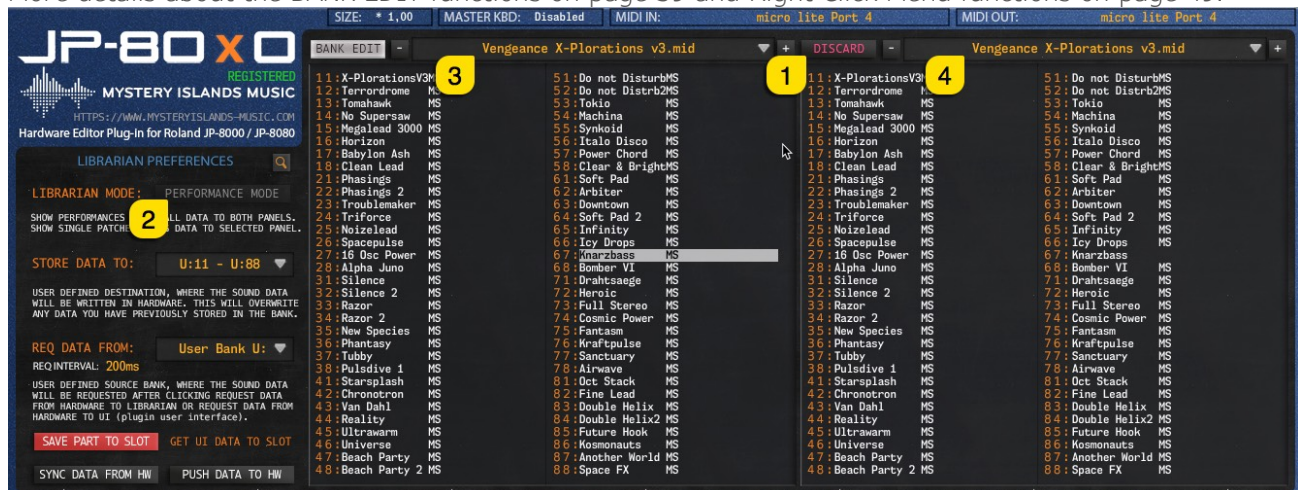 SIZE: * 1,00 MASTER KBD: Disabled MIDI IN: micro lite Port 4 MIDI OUT: micro lite Port 4
JP-80X0
REGISTERED
MYSTERY ISLANDS MUSIC
HTTPS://WWW.MYSTERYISLANDS-MUSIC.COM
Hardware Editor Plug-In for Roland JP-8000 / JP-8080
LIBRARIAN PREFERENCES
LIBRARIAN MODE: PERFORMANCE MODE
2
SHOW PERFORMANCES ALL DATA TO BOTH PANELS.
SHOW SINGLE PATCHE DATA TO SELECTED PANEL.
STORE DATA TO: U:11 - U:88
USER DEFINED DESTINATION, WHERE THE SOUND DATA
WILL BE WRITTEN IN HARDWARE. THIS WILL OVERWRITE
ANY DATA YOU HAVE PREVIOUSLY STORED IN THE BANK.
REQ DATA FROM: User Bank U:
REQ INTERVAL: 200ms
USER DEFINED SOURCE BANK, WHERE THE SOUND DATA
WILL BE REQUESTED AFTER CLICKING REQUEST DATA
FROM HARDWARE TO LIBRARIAN OR REQUEST DATA FROM
HARDWARE TO UI (plugin user interface).
SAVE PART TO SLOT GET UI DATA TO SLOT
SYNC DATA FROM HW PUSH DATA TO HW
BANK EDIT - Vengeance X-Plorations v3.mid +
3
1
11:X-PlorationsV3M
12:Terrordrome MS
13:Tomahawk MS
14:No Supersaw MS
15:Megalead 3000 MS
16:Horizon MS
17:Babylon Ash MS
18:Clean Lead MS
21:Phasings MS
22:Phasings 2 MS
23:Troublemaker MS
24:Triforce MS
25:Noizelead MS
26:Spacepulse MS
27:16 Osc Power MS
28:Alpha Juno MS
31:Silence MS
32:Silence 2 MS
33:Razor MS
34:Razor 2 MS
35:New Species MS
36:Phantasy MS
37:Tubby MS
38:Pulsdive 1 MS
41:Starsplash MS
42:Chronotron MS
43:Van Dahl MS
44:Reality MS
45:Ultrawarm MS
46:Universe MS
47:Beach Party MS
48:Beach Party 2 MS
51:Do not DisturbMS
52:Do not Distrb2MS
53:Tokio MS
54:Machina MS
55:Synkoid MS
56:Italo Disco MS
57:Power Chord MS
58:Clear & BrightMS
61:Soft Pad MS
62:Arbiter MS
63:Downtown MS
64:Soft Pad 2 MS
65:Infinity MS
66:Icy Drops MS
67:Knarzbass MS
68:Bomber VI MS
71:Drahtsaege MS
72:Heroic MS
73:Full Stereo MS
74:Cosmic Power MS
75:Fantasm MS
76:Kraftpulse MS
77:Sanctuary MS
78:Airwave MS
81:Oct Stack MS
82:Fine Lead MS
83:Double Helix MS
84:Double Helix2 MS
85:Future Hook MS
86:Kosmonauts MS
87:Another World MS
88:Space FX MS
DISCARD - Vengeance X-Plorations v3.mid +
4
11:X-PlorationsV3M
12:Terrordrome MS
13:Tomahawk MS
14:No Supersaw MS
15:Megalead 3000 MS
16:Horizon MS
17:Babylon Ash MS
18:Clean Lead MS
21:Phasings MS
22:Phasings 2 MS
23:Troublemaker MS
24:Triforce MS
25:Noizelead MS
26:Spacepulse MS
27:16 Osc Power MS
28:Alpha Juno MS
31:Silence MS
32:Silence 2 MS
33:Razor MS
34:Razor 2 MS
35:New Species MS
36:Phantasy MS
37:Tubby MS
38:Pulsdive 1 MS
41:Starsplash MS
42:Chronotron MS
43:Van Dahl MS
44:Reality MS
45:Ultrawarm MS
46:Universe MS
47:Beach Party MS
48:Beach Party 2 MS
51:Do not DisturbMS
52:Do not Distrb2MS
53:Tokio MS
54:Machina MS
55:Synkoid MS
56:Italo Disco MS
57:Power Chord MS
58:Clear & BrightMS
61:Soft Pad MS
62:Arbiter MS
63:Downtown MS
64:Soft Pad 2 MS
65:Infinity MS
66:Icy Drops MS
67:Knarzbass
68:Bomber VI MS
71:Drahtsaege MS
72:Heroic MS
73:Full Stereo MS
74:Cosmic Power MS
75:Fantasm MS
76:Kraftpulse MS
77:Sanctuary MS
78:Airwave MS
81:Oct Stack MS
82:Fine Lead MS
83:Double Helix MS
84:Double Helix2 MS
85:Future Hook MS
86:Kosmonauts MS
87:Another World MS
88:Space FX MS